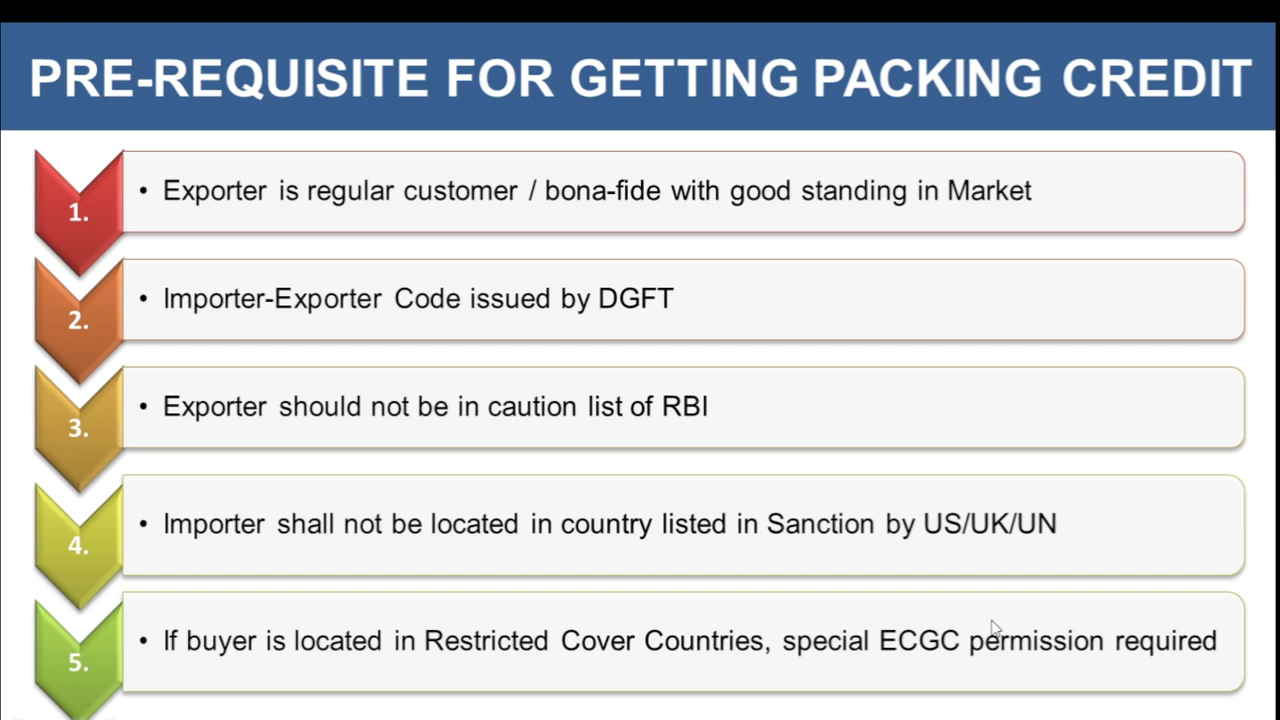 PRE-REQUISITE FOR GETTING PACKING CREDIT
1.
• Exporter is regular customer / bona-fide with good standing in Market
2.
• Importer-Exporter Code issued by DGFT
3.
• Exporter should not be in caution list of RBI
4.
• Importer shall not be located in country listed in Sanction by US/UK/UN
5.
• If buyer is located in Restricted Cover Countries, special ECGC permission required